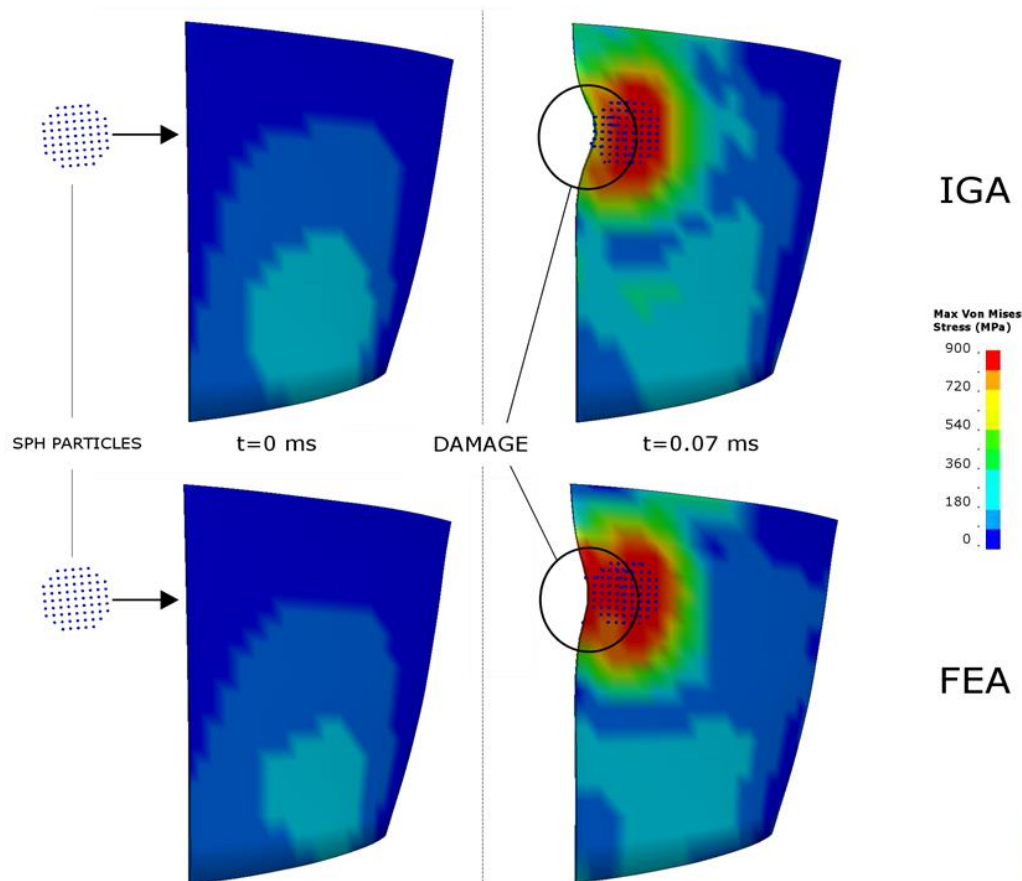 IGA
Max Von Mises
Stress (MPa)
900
720
540
360
180
0
SPH PARTICLES
t=0 ms
DAMAGE
t=0.07 ms
FEA